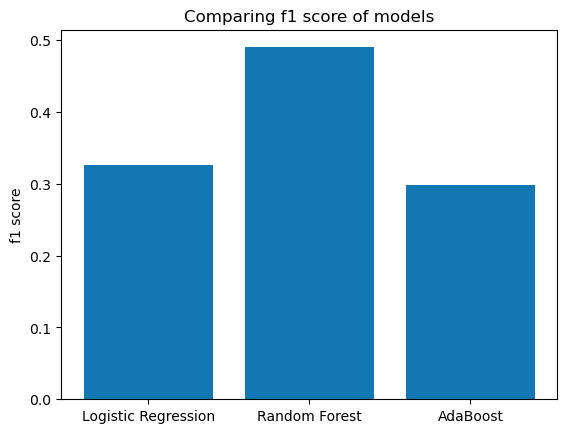 Comparing f1 score of models
0.5
0.4
0.3
0.2
0.1
0.0
f1 score
Logistic Regression Random Forest AdaBoost